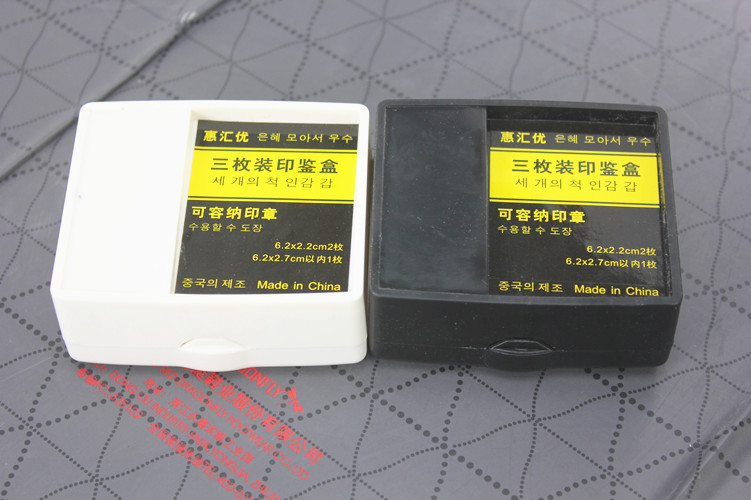 惠汇优 은혜 모아서 우수
三枚装印鉴盒
세 개의 척 인감 갑
可容纳印章
수용할 수 도장
6.2x2.2cm2枚
6.2x2.7cm以内1枚
중국의 제조 Made in China
惠汇优 은혜 모아서 우수
三枚装印鉴盒
세 개의 척 인감 갑
可容纳印章
수용할 수 도장
6.2x2.2cm2枚
6.2x2.7cm以内1枚
중국의 제조 Made in China